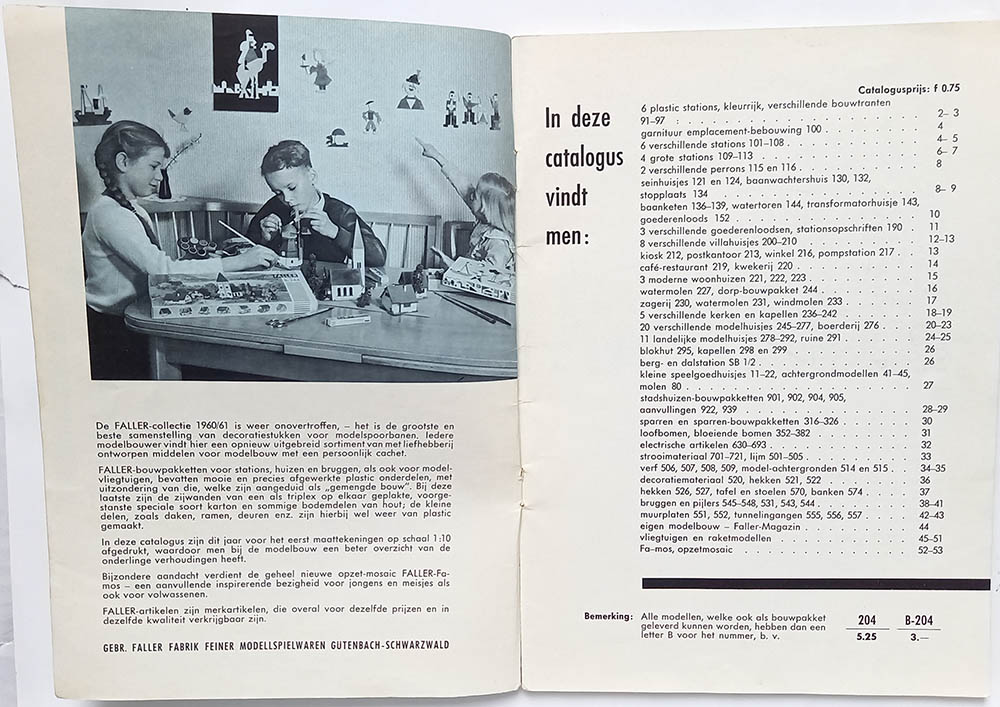 FALLER
De FALLER-collectie 1960/61 is weer onovertroffen, – het is de grootste en
beste samenstelling van decoratiestukken voor modelspoorbanen. Iedere
modelbouwer vindt hier een opnieuw uitgebreid sortiment van met liefhebberij
ontworpen middelen voor modelbouw met een persoonlijk cachet.
FALLER-bouwpakketten voor stations, huizen en bruggen, als ook voor model-
vliegtuigen, bevatten mooie en precies afgewerkte plastic onderdelen, met
uitzondering van die, welke zijn aangeduid als „gemengde bouw". Bij deze
laatste zijn de zijwanden van een als triplex op elkaar geplakte, voorge-
stanste speciale soort karton en sommige bodemdelen van hout; de kleine
delen, zoals daken, ramen, deuren enz. zijn hierbij wel weer van plastic
gemaakt.
In deze catalogus zijn dit jaar voor het eerst maattekeningen op schaal 1:10
afgedrukt, waardoor men bij de modelbouw een beter overzicht van de
onderlinge verhoudingen heeft.
Bijzondere aandacht verdient de geheel nieuwe opzet-mosaic FALLER-Fa-
mos – een aanvullende inspirerende bezigheid voor jongens en meisjes als
ook voor volwassenen.
FALLER-artikelen zijn merkartikelen, die overal voor dezelfde prijzen en in
dezelfde kwaliteit verkrijgbaar zijn.
GEBR. FALLER FABRIK FEINER MODELLSPIELWAREN GUTENBACH-SCHWARZWALD
In deze
catalogus
vindt
men:
Catalogusprijs: f 0.75
6 plastic stations, kleurrijk, verschillende bouwtranten
91–97 : . . . . . . . . . . 2– 3
garnituur emplacement-bebouwing 100 . . . . . . . . 4
6 verschillende stations 101–108 . . . . . . . . . . 4– 5
4 grote stations 109–113 . . . . . . . . . . 6– 7
2 verschillende perrons 115 en 116 . . . . . . . . . . 8
seinhuisjes 121 en 124, baanwachtershuis 130, 132,
stopplaats 134 . . . . . . . . . . 8– 9
baanketen 136–139, watertoren 144, transformatorhuisje 143,
goederenloods 152 . . . . . . . . . . 10
3 verschillende goederenloodsen, stationsopschriften 190 . 11
8 verschillende villahuisjes 200–210 . . . . . . . . 12–13
kiosk 212, postkantoor 213, winkel 216, pompstation 217 . . 13
café-restaurant 219, kwekerij 220 . . . . . . . . 14
3 moderne woonhuizen 221, 222, 223 . . . . . . . . 15
watermolen 227, dorp-bouwpakket 244 . . . . . . . . 16
zagerij 230, watermolen 231, windmolen 233 . . . . . . 17
5 verschillende kerken en kapellen 236–242 . . . . . . 18–19
20 verschillende modelhuisjes 245–277, boerderij 276 . . . 20–23
11 landelijke modelhuisjes 278–292, ruine 291 . . . . . 24–25
blokhut 295, kapellen 298 en 299 . . . . . . . . 26
berg- en dalstation SB 1/2 . . . . . . . . . . 26
kleine speelgoedhuisjes 11–22, achtergrondmodellen 41–45,
molen 80 . . . . . . . . . . 27
stadshuizen-bouwpakketten 901, 902, 904, 905,
aanvullingen 922, 939 . . . . . . . . . . 28–29
sparren en sparren-bouwpakketten 316–326 . . . . . . 30
loofbomen, bloeiende bomen 352–382 . . . . . . . . 31
electrische artikelen 630–693 . . . . . . . . . . 32
strooimateriaal 701–721, lijm 501–505 . . . . . . . . 33
verf 506, 507, 508, 509, model-achtergronden 514 en 515 . . 34–35
decoratiemateriaal 520, hekken 521, 522 . . . . . . . . 36
hekken 526, 527, tafel en stoelen 570, banken 574 . . . . 37
bruggen en pijlers 545–548, 531, 543, 544 . . . . . . 38–41
muurplaten 551, 552, tunnelingangen 555, 556, 557 . . . . 42–43
eigen modelbouw – Faller-Magazin . . . . . . . . 44
vliegtuigen en raketmodellen . . . . . . . . . . 45–51
Fa-mos, opzetmosaic . . . . . . . . . . 52–53
Bemerking: Alle modellen, welke ook als bouwpakket
geleverd kunnen worden, hebben dan een
letter B voor het nummer, b. v.
204 B-204
5.25 3.—